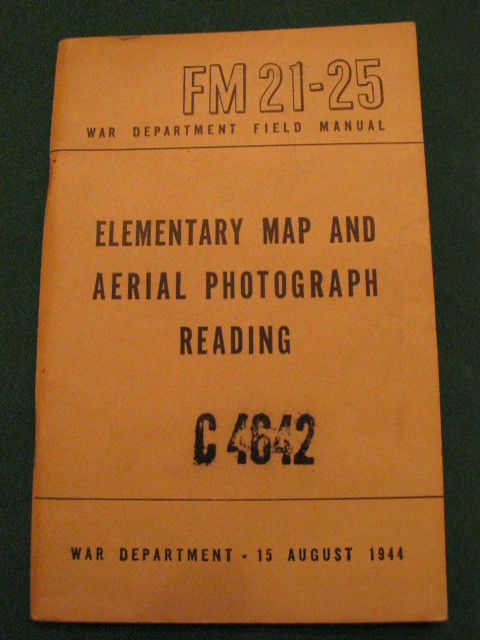 FM 21-25
WAR DEPARTMENT FIELD MANUAL
ELEMENTARY MAP AND
AERIAL PHOTOGRAPH
READING
C 4642
WAR DEPARTMENT - 15 AUGUST 1944